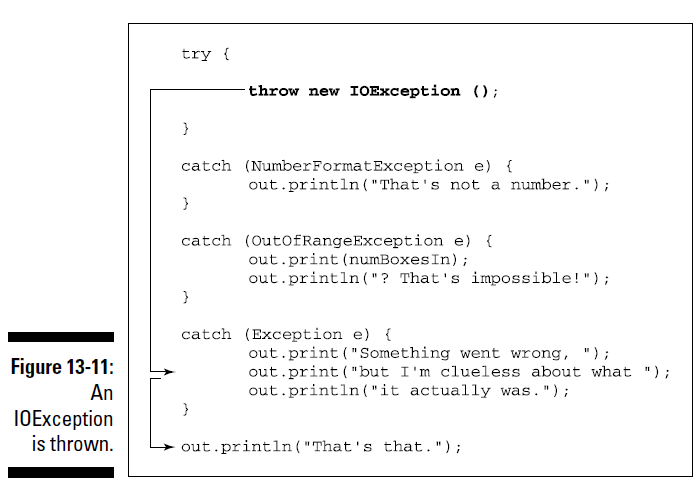 try {
throw new IOException ();
}
catch (NumberFormatException e) {
out.println("That's not a number.");
}
catch (OutOfRangeException e) {
out.print(numBoxesIn);
out.println("? That's impossible!");
}
catch (Exception e) {
out.print("Something went wrong, ");
out.print("but I'm clueless about what ");
out.println("it actually was.");
}
out.println("That's that.");
Figure 13-11:
An
IOException
is thrown.